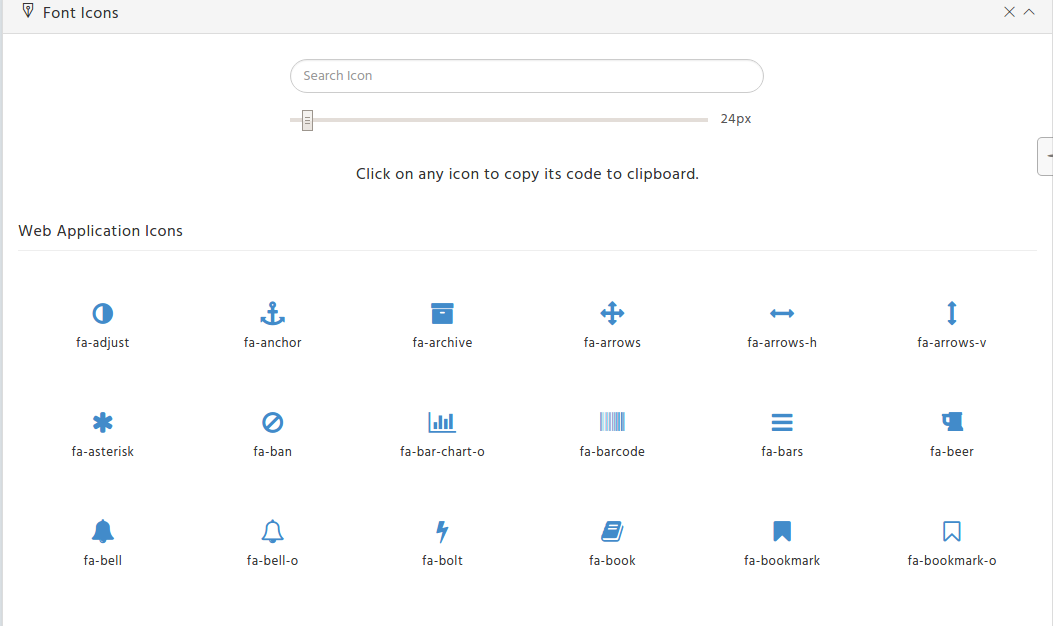 Font Icons
Search Icon
24px
Click on any icon to copy its code to clipboard.
Web Application Icons
fa-adjust fa-anchor fa-archive fa-arrows fa-arrows-h fa-arrows-v
fa-asterisk fa-ban fa-bar-chart-o fa-barcode fa-bars fa-beer
fa-bell fa-bell-o fa-bolt fa-book fa-bookmark fa-bookmark-o